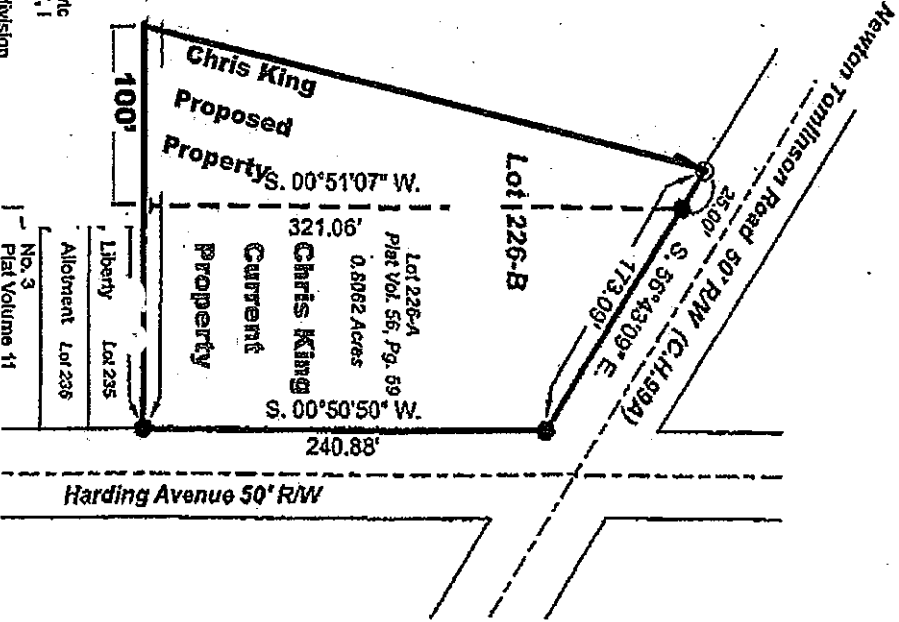 Newton Tomlinson Road 50' R/W (C.H.99A)
Chris King
Proposed
Property
100'
S. 00°51'07" W.
321.06'
Lot 226-B
25.00'
S. 56°43'09" E.
173.09'
Lot 226-A
Plat Vol. 56, Pg. 59
0.8062 Acres
Chris King
Current
Property
S. 00°50'50" W.
240.88'
Liberty Lot 235
Allotment Lot 236
No. 3
Plat Volume 11
Harding Avenue 50' R/W